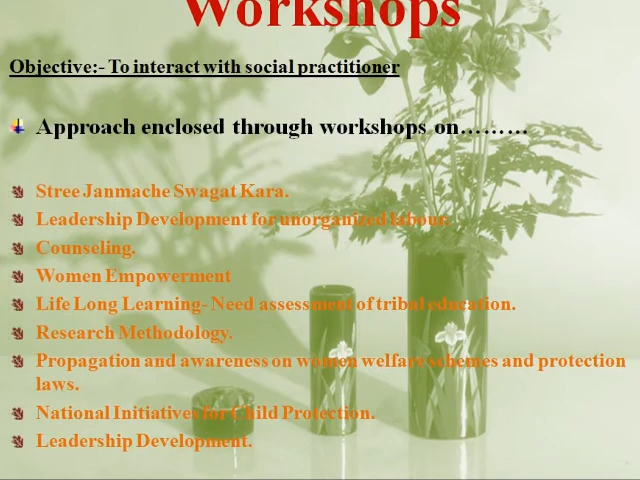 Workshops
Objective:- To interact with social practitioner
Approach enclosed through workshops on………
Stree Janmache Swagat Kara.
Leadership Development for unorganized labour.
Counseling.
Women Empowerment
Life Long Learning- Need assessment of tribal education.
Research Methodology.
Propagation and awareness on women welfare schemes and protection
laws.
National Initiatives for Child Protection.
Leadership Development.